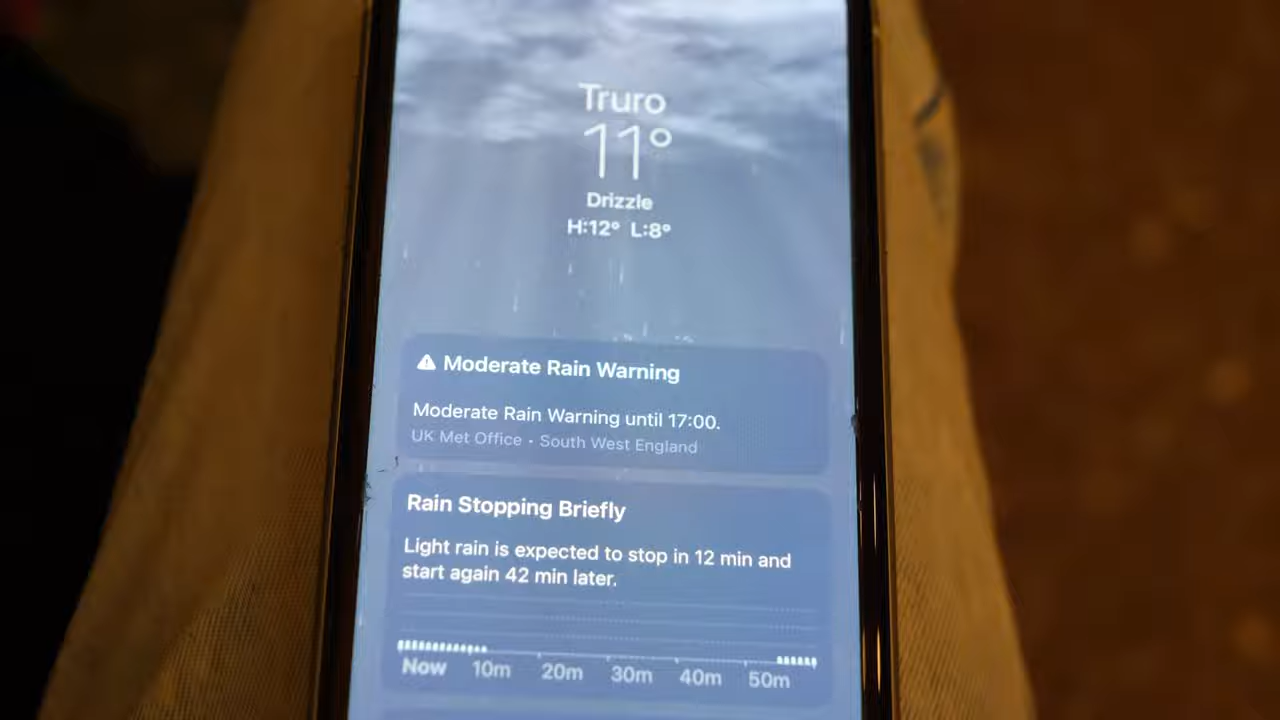 Truro
11°
Drizzle
H:12° L:8°
Moderate Rain Warning
Moderate Rain Warning until 17:00.
UK Met Office • South West England
Rain Stopping Briefly
Light rain is expected to stop in 12 min and
start again 42 min later.
Now 10m 20m 30m 40m 50m